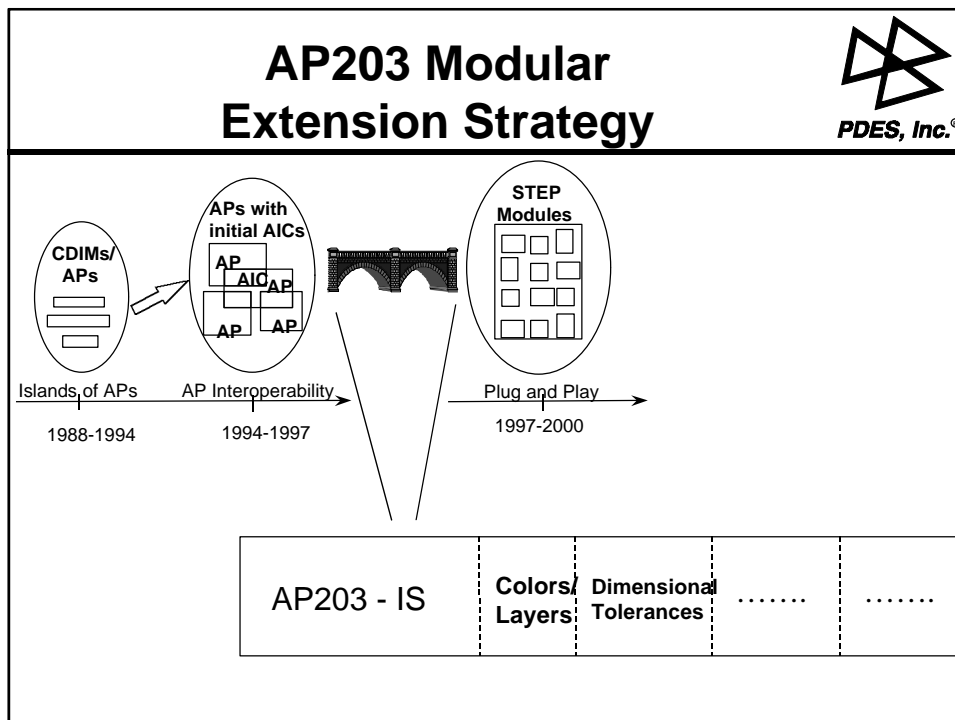 AP203 Modular
Extension Strategy
PDES, Inc.®
CDIMs/
APs
APs with
initial AICs
AP
AIC
AP
AP
AP
STEP
Modules
Islands of APs
AP Interoperability
Plug and Play
1988-1994
1994-1997
1997-2000
AP203 - IS
Colors/
Layers
Dimensional
Tolerances
.......
.......